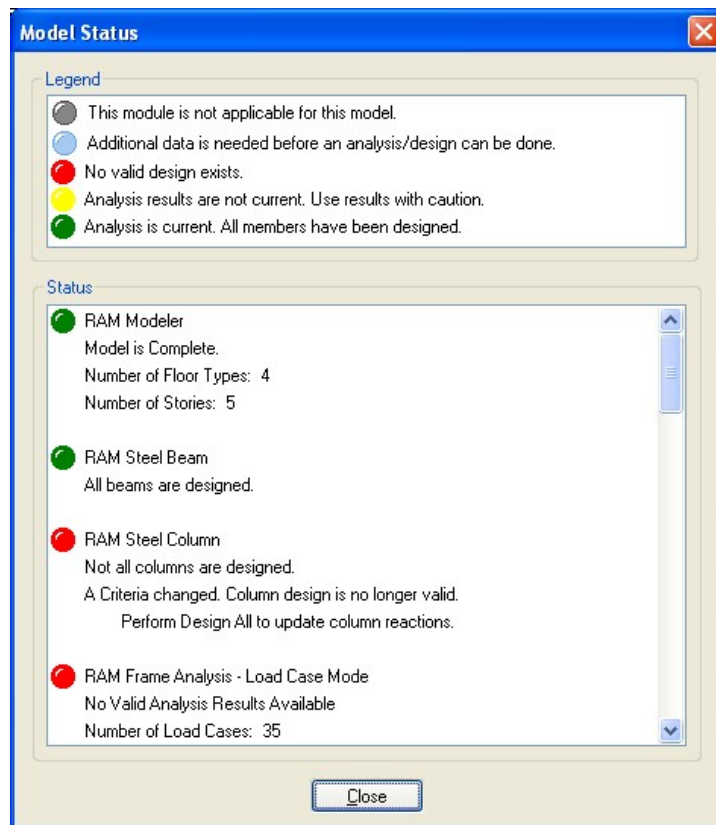 Model Status
Legend
This module is not applicable for this model.
Additional data is needed before an analysis/design can be done.
No valid design exists.
Analysis results are not current. Use results with caution.
Analysis is current. All members have been designed.
Status
RAM Modeler
Model is Complete.
Number of Floor Types: 4
Number of Stories: 5
RAM Steel Beam
All beams are designed.
RAM Steel Column
Not all columns are designed.
A Criteria changed. Column design is no longer valid.
Perform Design All to update column reactions.
RAM Frame Analysis - Load Case Mode
No Valid Analysis Results Available
Number of Load Cases: 35
Close